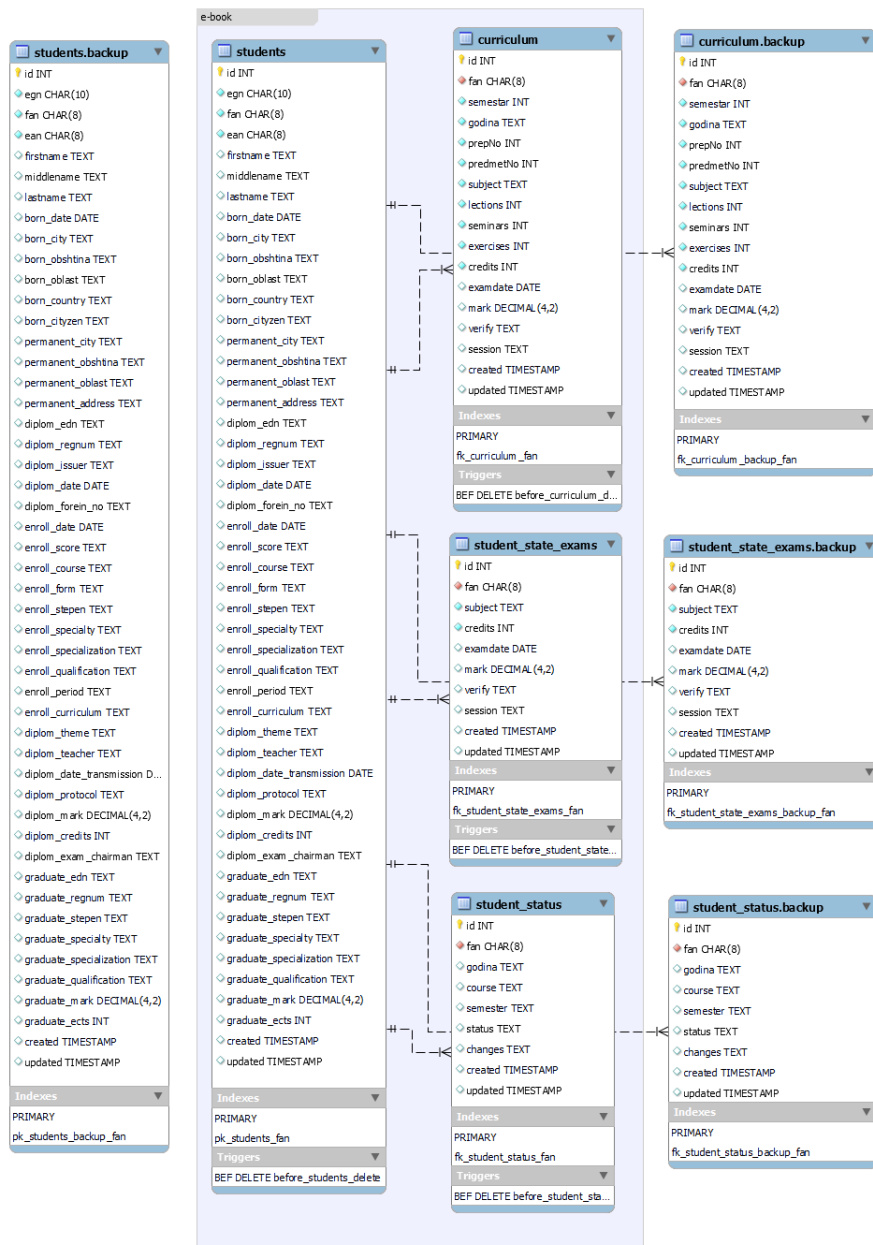 e-book
students.backup
id INT
egn CHAR(10)
fan CHAR(8)
ean CHAR(8)
firstname TEXT
middlename TEXT
lastname TEXT
born_date DATE
born_city TEXT
born_obshtina TEXT
born_oblast TEXT
born_country TEXT
born_cityzen TEXT
permanent_city TEXT
permanent_obshtina TEXT
permanent_oblast TEXT
permanent_address TEXT
diplom_edn TEXT
diplom_regnum TEXT
diplom_issuer TEXT
diplom_date DATE
diplom_forein_no TEXT
enroll_date DATE
enroll_score TEXT
enroll_course TEXT
enroll_form TEXT
enroll_stepen TEXT
enroll_specialty TEXT
enroll_specialization TEXT
enroll_qualification TEXT
enroll_period TEXT
enroll_curriculum TEXT
diplom_theme TEXT
diplom_teacher TEXT
diplom_date_transmission D...
diplom_protocol TEXT
diplom_mark DECIMAL(4,2)
diplom_credits INT
diplom_exam_chairman TEXT
graduate_edn TEXT
graduate_regnum TEXT
graduate_stepen TEXT
graduate_specialty TEXT
graduate_specialization TEXT
graduate_qualification TEXT
graduate_mark DECIMAL(4,2)
graduate_ects INT
created TIMESTAMP
updated TIMESTAMP
Indexes
PRIMARY
pk_students_backup_fan
students
id INT
egn CHAR(10)
fan CHAR(8)
ean CHAR(8)
firstname TEXT
middlename TEXT
lastname TEXT
born_date DATE
born_city TEXT
born_obshtina TEXT
born_oblast TEXT
born_country TEXT
born_cityzen TEXT
permanent_city TEXT
permanent_obshtina TEXT
permanent_oblast TEXT
permanent_address TEXT
diplom_edn TEXT
diplom_regnum TEXT
diplom_issuer TEXT
diplom_date DATE
diplom_forein_no TEXT
enroll_date DATE
enroll_score TEXT
enroll_course TEXT
enroll_form TEXT
enroll_stepen TEXT
enroll_specialty TEXT
enroll_specialization TEXT
enroll_qualification TEXT
enroll_period TEXT
enroll_curriculum TEXT
diplom_theme TEXT
diplom_teacher TEXT
diplom_date_transmission DATE
diplom_protocol TEXT
diplom_mark DECIMAL(4,2)
diplom_credits INT
diplom_exam_chairman TEXT
graduate_edn TEXT
graduate_regnum TEXT
graduate_stepen TEXT
graduate_specialty TEXT
graduate_specialization TEXT
graduate_qualification TEXT
graduate_mark DECIMAL(4,2)
graduate_ects INT
created TIMESTAMP
updated TIMESTAMP
Indexes
PRIMARY
pk_students_fan
Triggers
BEF DELETE before_students_delete
curriculum
id INT
fan CHAR(8)
semestar INT
godina TEXT
prepNo INT
predmetNo INT
subject TEXT
lections INT
seminars INT
exercises INT
credits INT
examdate DATE
mark DECIMAL(4,2)
verify TEXT
session TEXT
created TIMESTAMP
updated TIMESTAMP
Indexes
PRIMARY
fk_curriculum_fan
Triggers
BEF DELETE before_curriculum_d...
curriculum.backup
id INT
fan CHAR(8)
semestar INT
godina TEXT
prepNo INT
predmetNo INT
subject TEXT
lections INT
seminars INT
exercises INT
credits INT
examdate DATE
mark DECIMAL(4,2)
verify TEXT
session TEXT
created TIMESTAMP
updated TIMESTAMP
Indexes
PRIMARY
fk_curriculum_backup_fan
student_state_exams
id INT
fan CHAR(8)
subject TEXT
credits INT
examdate DATE
mark DECIMAL(4,2)
verify TEXT
session TEXT
created TIMESTAMP
updated TIMESTAMP
Indexes
PRIMARY
fk_student_state_exams_fan
Triggers
BEF DELETE before_student_state...
student_state_exams.backup
id INT
fan CHAR(8)
subject TEXT
credits INT
examdate DATE
mark DECIMAL(4,2)
verify TEXT
session TEXT
created TIMESTAMP
updated TIMESTAMP
Indexes
PRIMARY
fk_student_state_exams_backup_fan
student_status
id INT
fan CHAR(8)
godina TEXT
course TEXT
semester TEXT
status TEXT
changes TEXT
created TIMESTAMP
updated TIMESTAMP
Indexes
PRIMARY
fk_student_status_fan
Triggers
BEF DELETE before_student_sta...
student_status.backup
id INT
fan CHAR(8)
godina TEXT
course TEXT
semester TEXT
status TEXT
changes TEXT
created TIMESTAMP
updated TIMESTAMP
Indexes
PRIMARY
fk_student_status_backup_fan